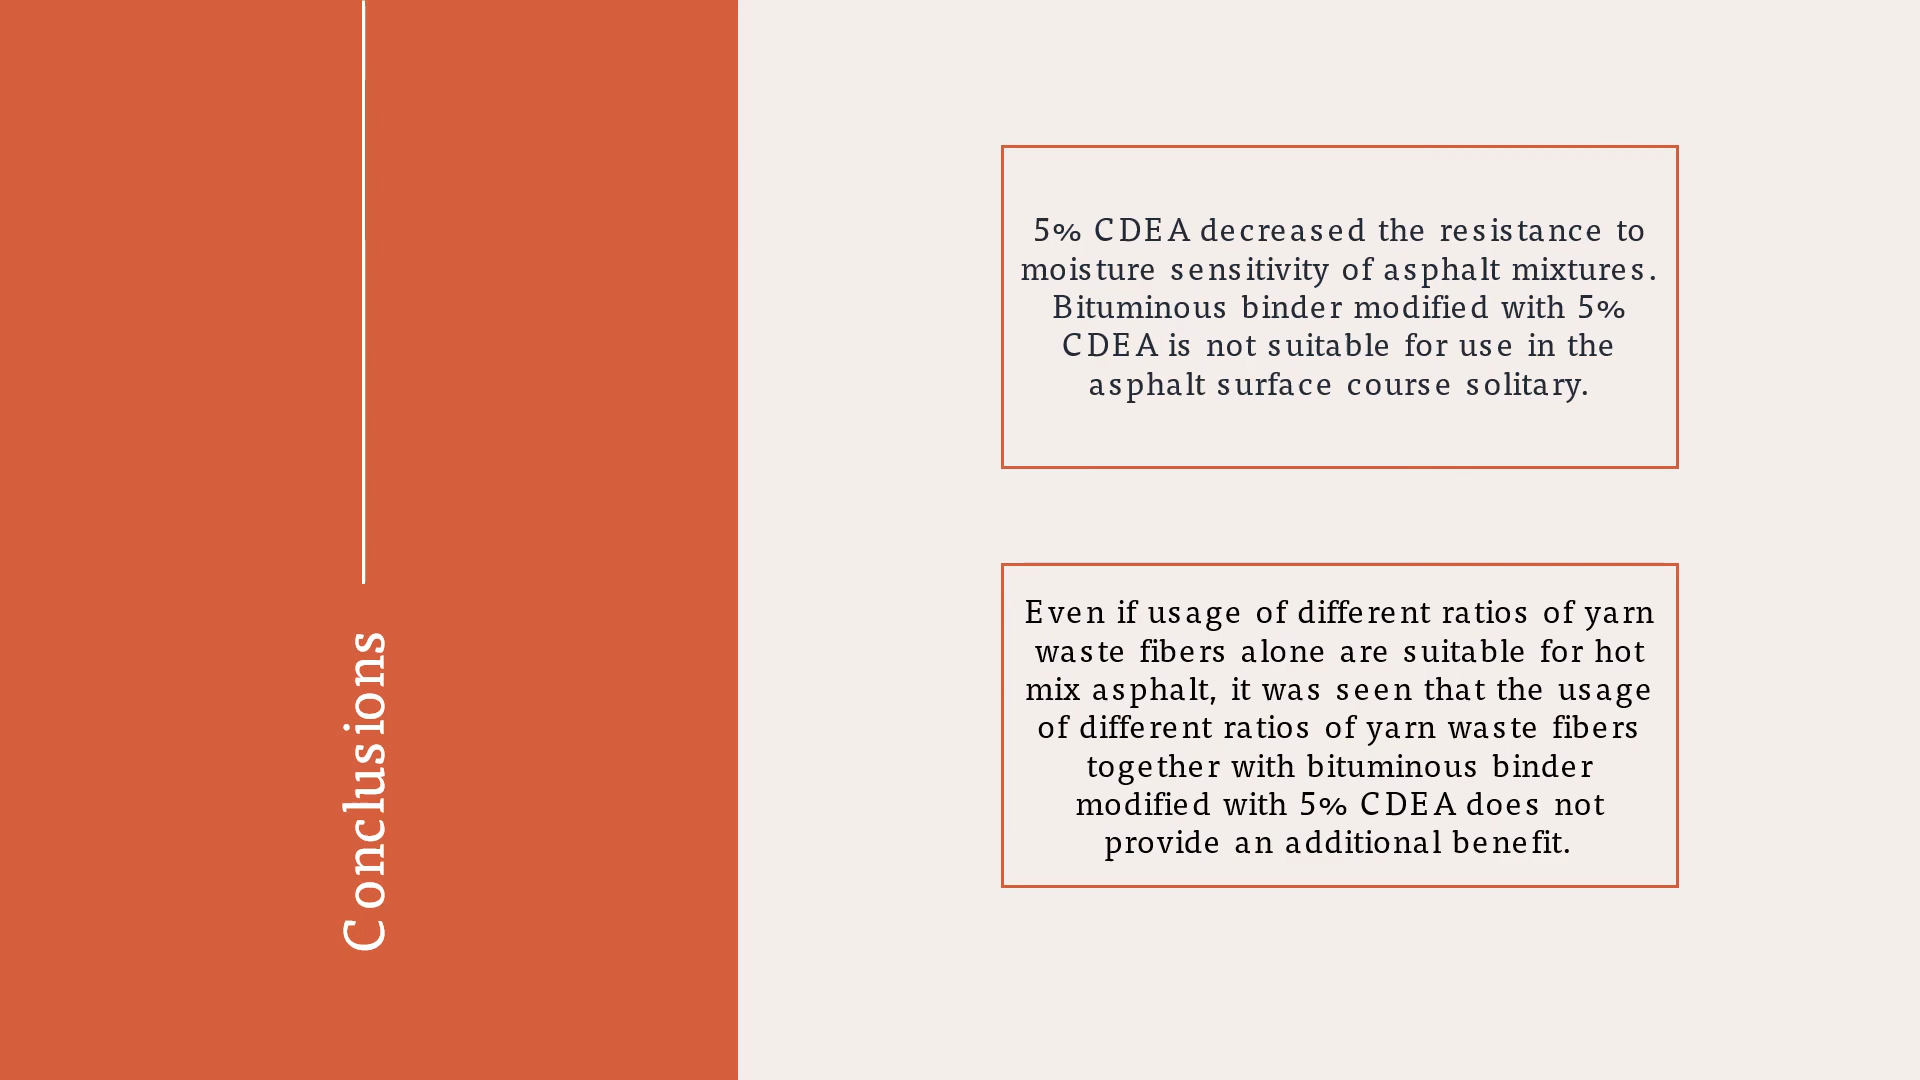 Conclusions
5% CDEA decreased the resistance to
moisture sensitivity of asphalt mixtures.
Bituminous binder modified with 5%
CDEA is not suitable for use in the
asphalt surface course solitary.
Even if usage of different ratios of yarn
waste fibers alone are suitable for hot
mix asphalt, it was seen that the usage
of different ratios of yarn waste fibers
together with bituminous binder
modified with 5% CDEA does not
provide an additional benefit.